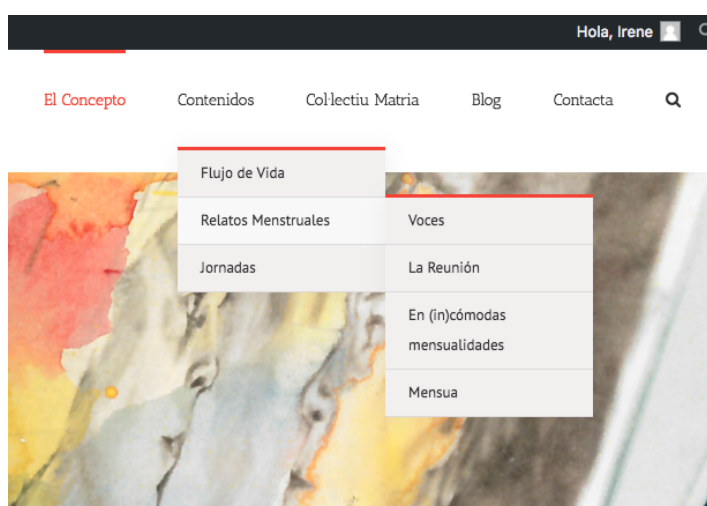 Hola, Irene
El Concepto Contenidos Col·lectiu Matria Blog Contacta
Flujo de Vida
Relatos Menstruales
Jornadas
Voces
La Reunión
En (in)cómodas
mensualidades
Mensua